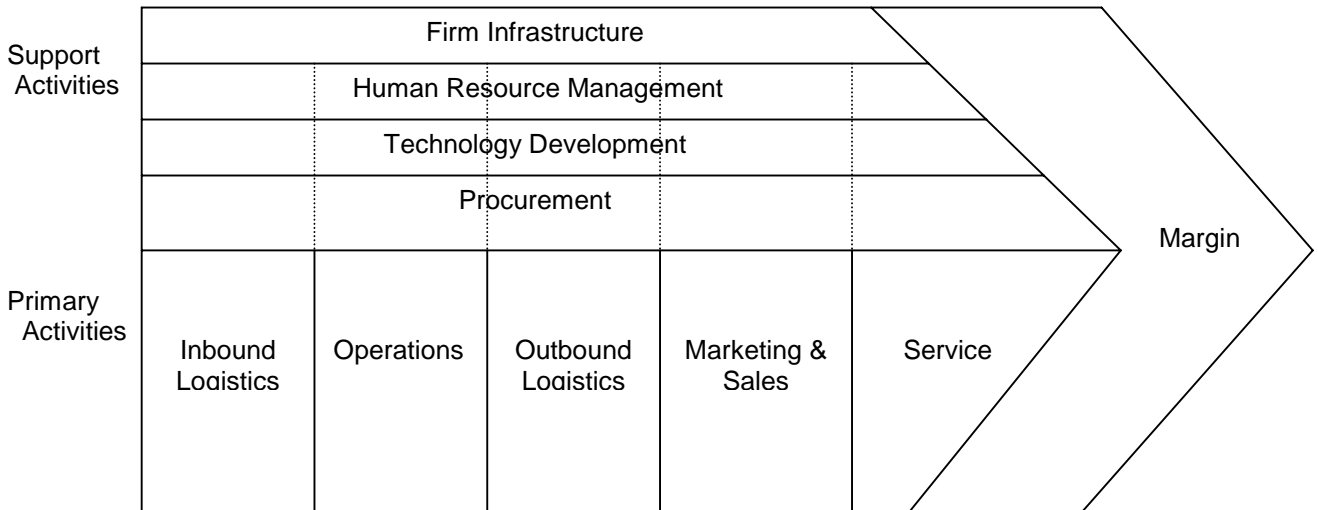 Support
Activities
Firm Infrastructure
Human Resource Management
Technology Development
Procurement
Margin
Primary
Activities
Inbound
Logistics
Operations
Outbound
Logistics
Marketing &
Sales
Service